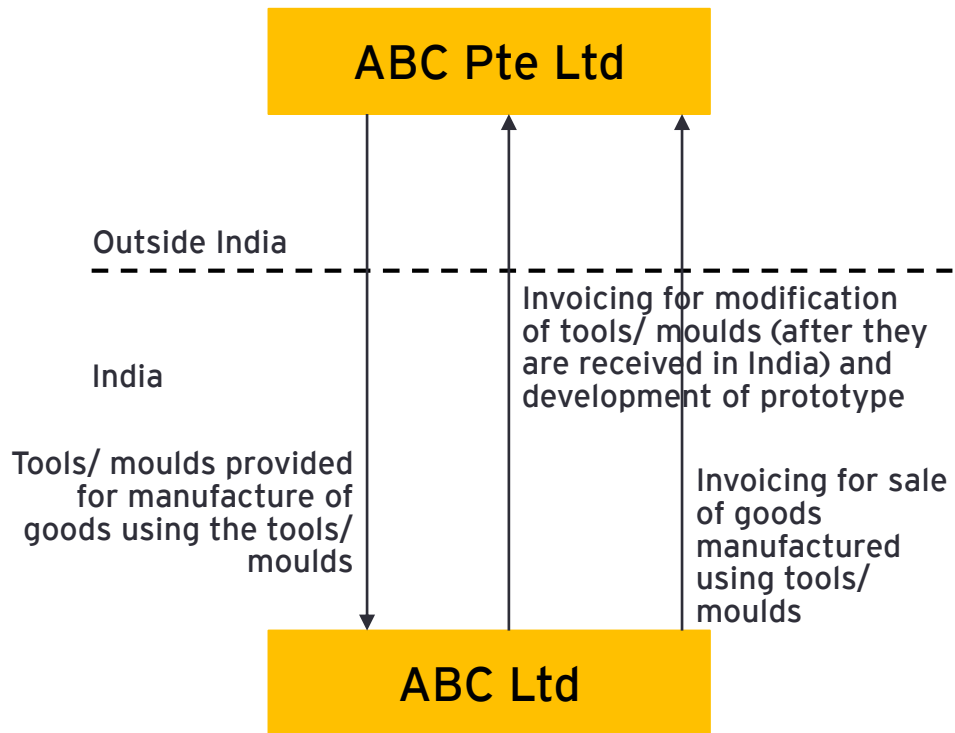 ABC Pte Ltd
Outside India
Invoicing for modification
of tools/ moulds (after they
are received in India) and
development of prototype
India
Tools/ moulds provided
for manufacture of
goods using the tools/
moulds
Invoicing for sale
of goods
manufactured
using tools/
moulds
ABC Ltd